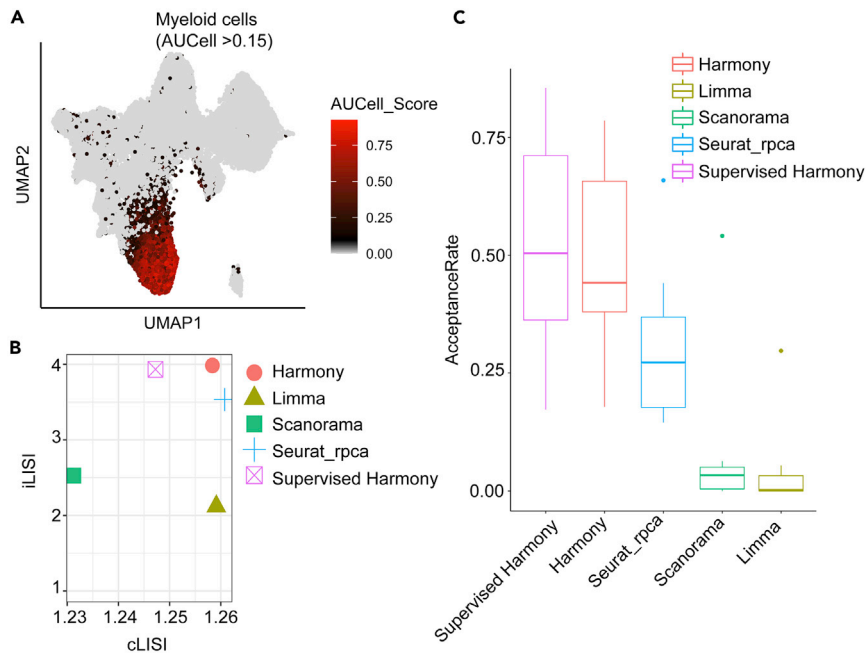 A
Myeloid cells
(AUCell >0.15)
UMAP2
UMAP1
AUCell_Score
0.75
0.50
0.25
0.00
B
4
3
2
1
iLISI
1.23 1.24 1.25 1.26
cLISI
Harmony
Limma
Scanorama
Seurat_rpca
Supervised Harmony
C
Harmony
Limma
Scanorama
Seurat_rpca
Supervised Harmony
AcceptanceRate
0.75
0.50
0.25
0.00
Supervised Harmony
Harmony
Seurat_rpca
Scanorama
Limma